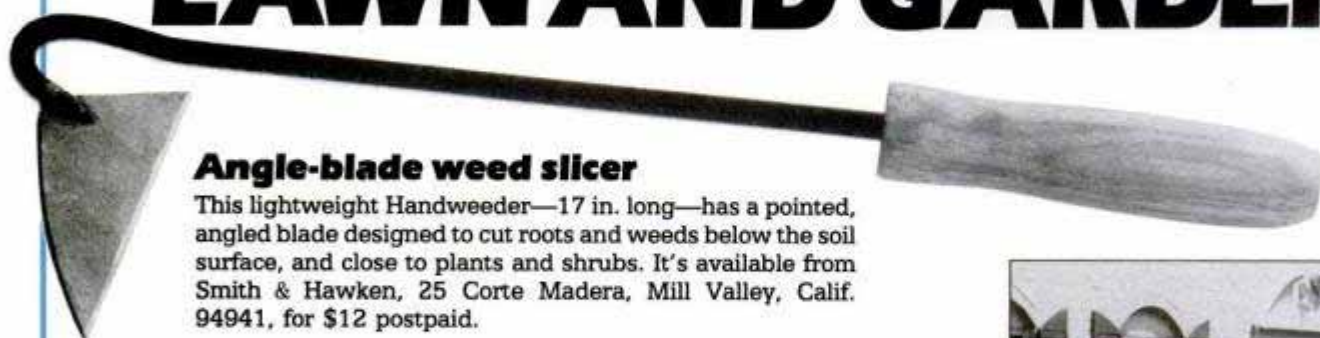 LAWN AND GARDEN
Angle-blade weed slicer
This lightweight Handweeder—17 in. long—has a pointed,
angled blade designed to cut roots and weeds below the soil
surface, and close to plants and shrubs. It's available from
Smith & Hawken, 25 Corte Madera, Mill Valley, Calif.
94941, for $12 postpaid.